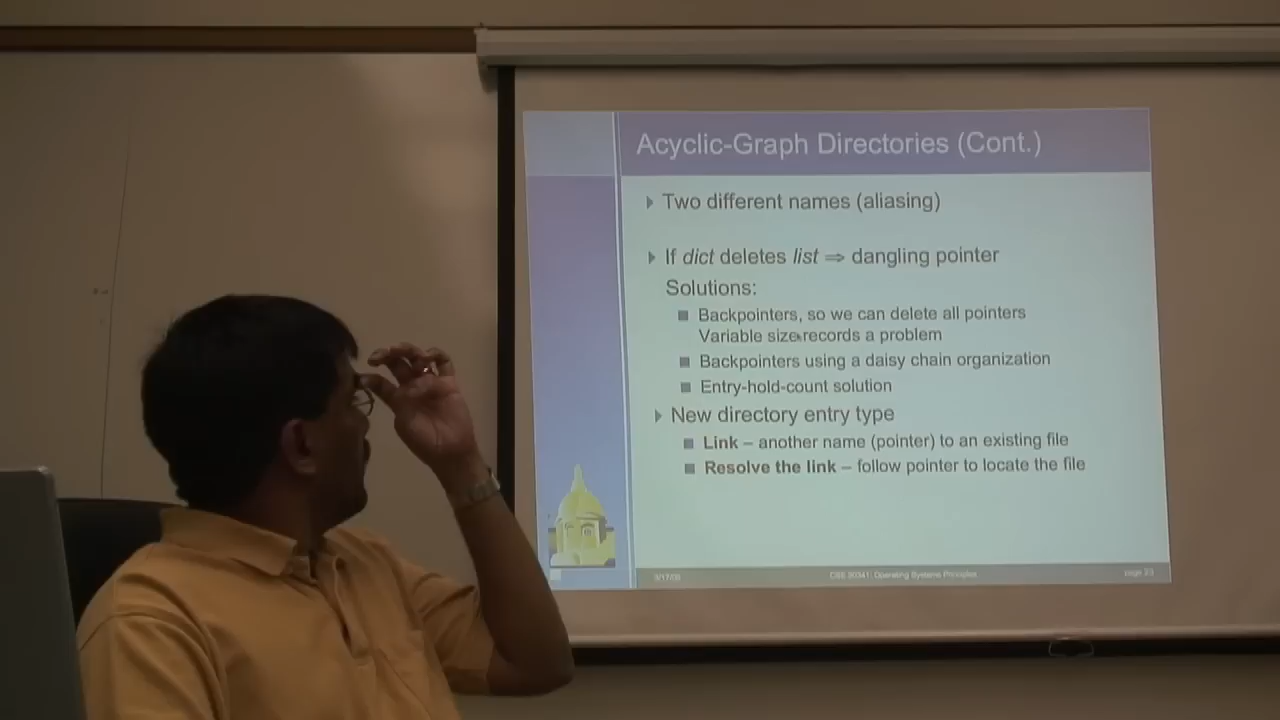 Acyclic-Graph Directories (Cont.)
Two different names (aliasing)
If dict deletes list ⇒ dangling pointer
Solutions:
Backpointers, so we can delete all pointers
Variable size records a problem
Backpointers using a daisy chain organization
Entry-hold-count solution
New directory entry type
Link – another name (pointer) to an existing file
Resolve the link – follow pointer to locate the file
CSE 30341: Operating Systems Principles
page 23